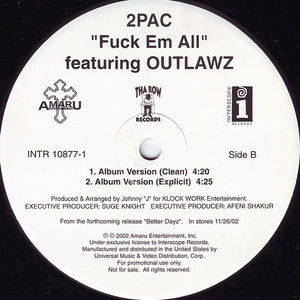 2PAC
"Fuck Em All"
featuring OUTLAWZ
AMARU
THA ROW
RECORDS
INTERSCOPE
RECORDS
INTR 10877-1
Side B
1. Album Version (Clean) 4:20
2. Album Version (Explicit) 4:25
Produced & Arranged by Johnny "J" for KLOCK WORK Entertainment.
EXECUTIVE PRODUCER: SUGE KNIGHT EXECUTIVE PRODUCER: AFENI SHAKUR
From the forthcoming release "Better Dayz". In stores 11/26/02
℗ © 2002 Amaru Entertainment, Inc.
Under exclusive license to Interscope Records.
Manufactured and distributed in the United States by
Universal Music & Video Distribution, Corp.
For promotional use only.
Not for sale. All rights reserved.